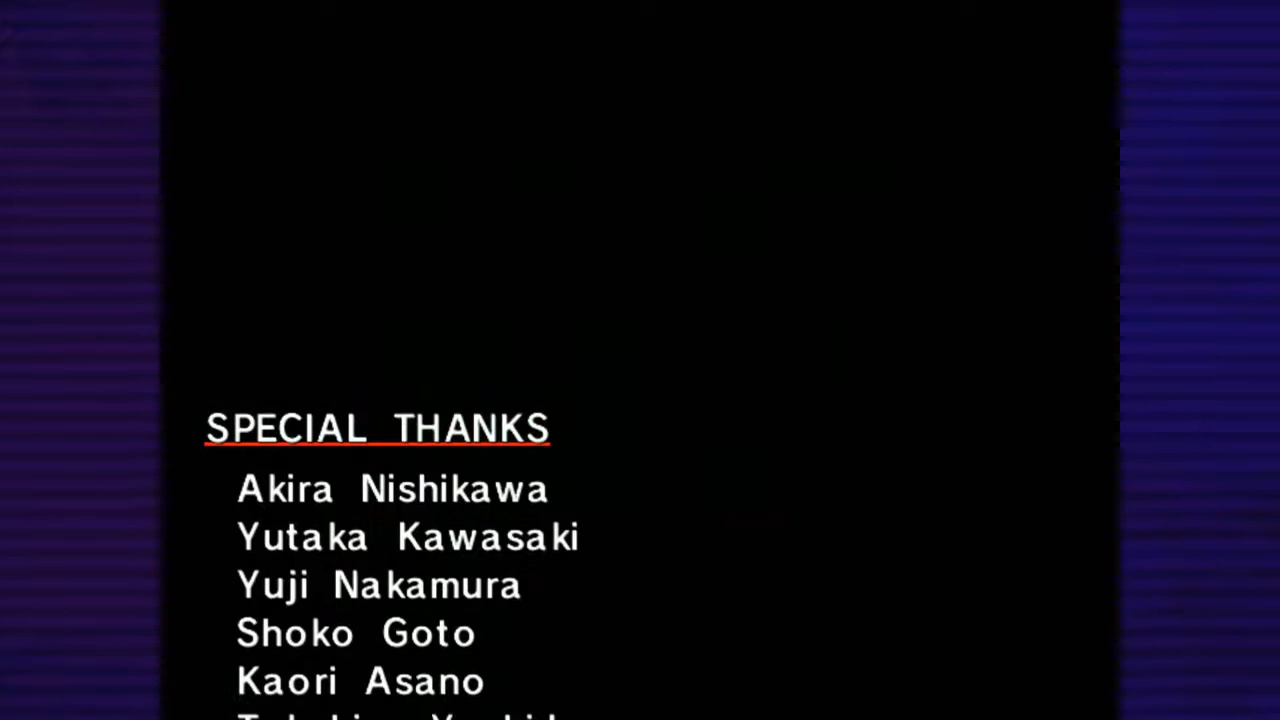 SPECIAL THANKS
Akira Nishikawa
Yutaka Kawasaki
Yuji Nakamura
Shoko Goto
Kaori Asano